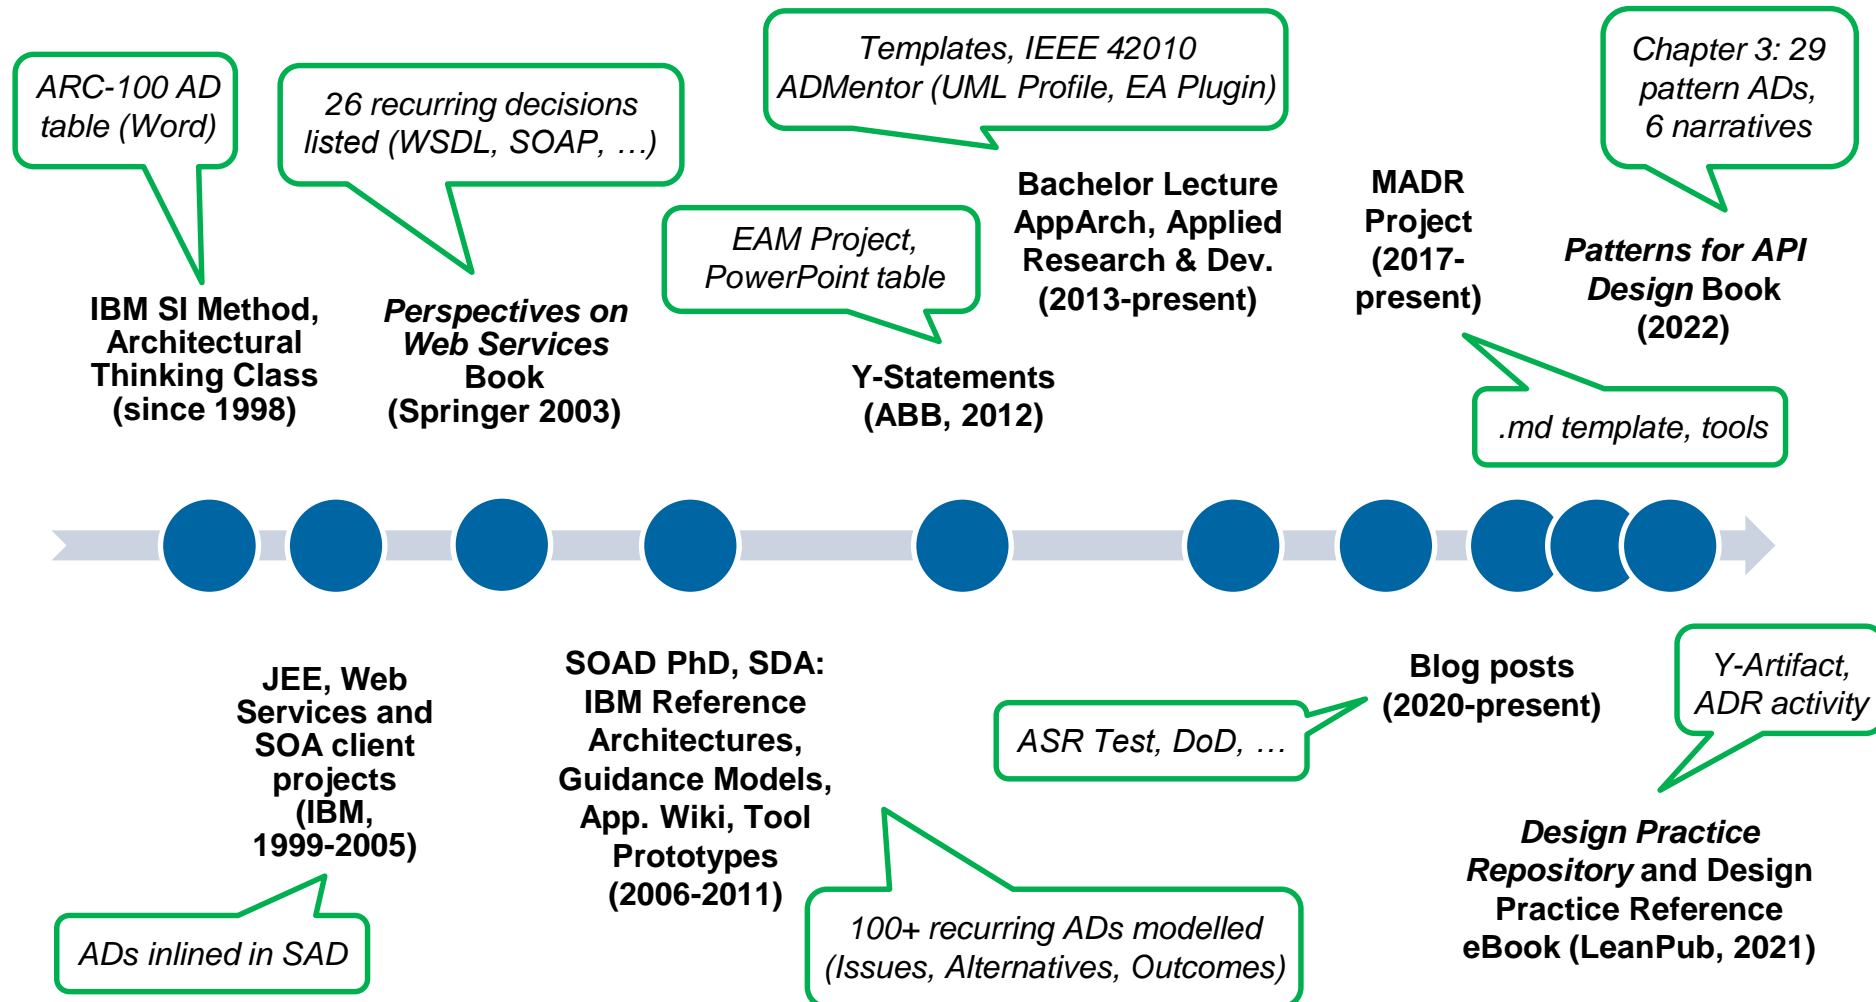 ARC-100 AD
table (Word)
26 recurring decisions
listed (WSDL, SOAP, …)
Templates, IEEE 42010
ADMentor (UML Profile, EA Plugin)
Chapter 3: 29
pattern ADs,
6 narratives
EAM Project,
PowerPoint table
IBM SI Method,
Architectural
Thinking Class
(since 1998)
Perspectives on
Web Services
Book
(Springer 2003)
Y-Statements
(ABB, 2012)
Bachelor Lecture
AppArch, Applied
Research & Dev.
(2013-present)
MADR
Project
(2017-
present)
Patterns for API
Design Book
(2022)
.md template, tools
JEE, Web
Services and
SOA client
projects
(IBM,
1999-2005)
ADs inlined in SAD
SOAD PhD, SDA:
IBM Reference
Architectures,
Guidance Models,
App. Wiki, Tool
Prototypes
(2006-2011)
100+ recurring ADs modelled
(Issues, Alternatives, Outcomes)
ASR Test, DoD, …
Blog posts
(2020-present)
Y-Artifact,
ADR activity
Design Practice
Repository and Design
Practice Reference
eBook (LeanPub, 2021)